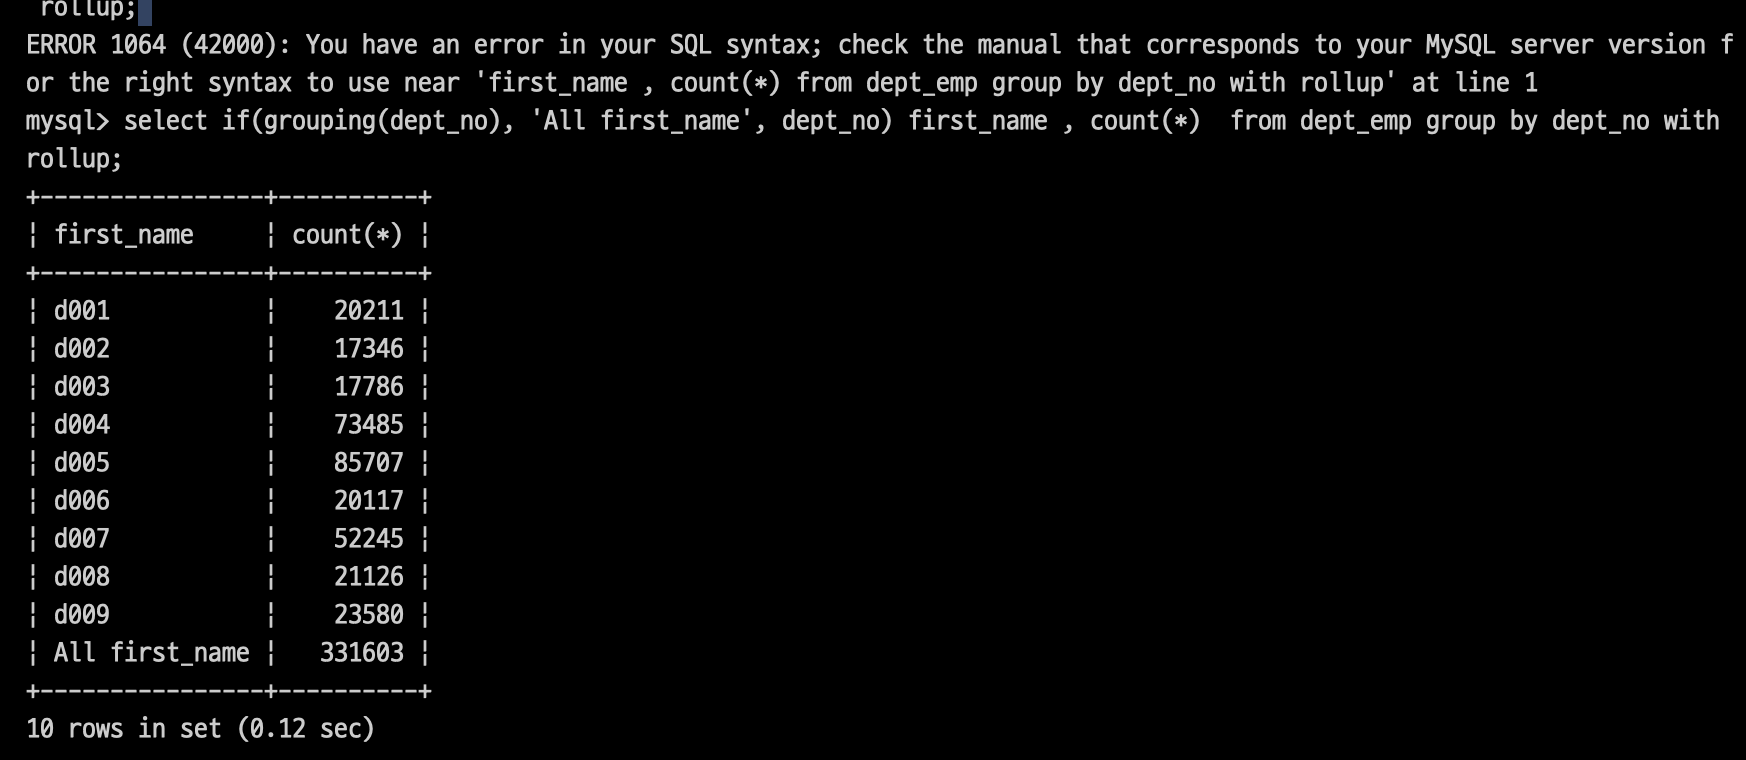 rollup;
ERROR 1064 (42000): You have an error in your SQL syntax; check the manual that corresponds to your MySQL server version f
or the right syntax to use near 'first_name , count(*) from dept_emp group by dept_no with rollup' at line 1
mysql> select if(grouping(dept_no), 'All first_name', dept_no) first_name , count(*)  from dept_emp group by dept_no with
rollup;
+----------------+----------+
¦ first_name     ¦ count(*) ¦
+----------------+----------+
¦ d001           ¦    20211 ¦
¦ d002           ¦    17346 ¦
¦ d003           ¦    17786 ¦
¦ d004           ¦    73485 ¦
¦ d005           ¦    85707 ¦
¦ d006           ¦    20117 ¦
¦ d007           ¦    52245 ¦
¦ d008           ¦    21126 ¦
¦ d009           ¦    23580 ¦
¦ All first_name ¦   331603 ¦
+----------------+----------+
10 rows in set (0.12 sec)